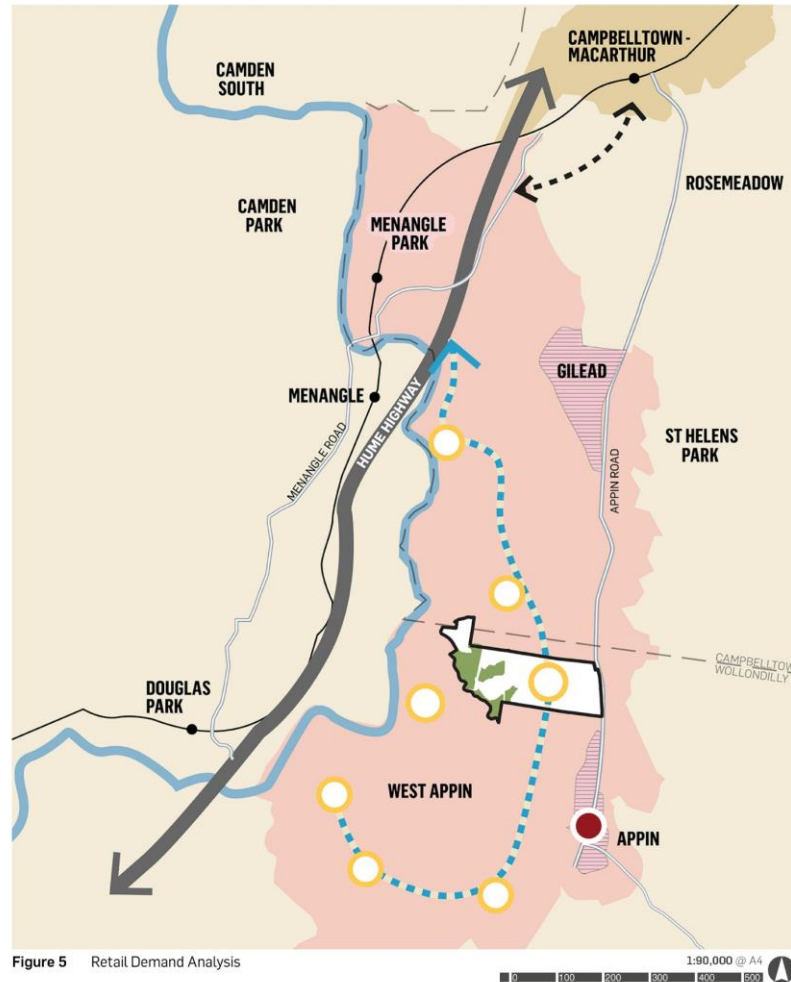 CAMPBELLTOWN -
MACARTHUR
CAMDEN
SOUTH
ROSEMEADOW
CAMDEN
PARK
MENANGLE
PARK
GILEAD
MENANGLE
HUME HIGHWAY
MENANGLE ROAD
ST HELENS
PARK
APPIN ROAD
CAMPBELLTOW
WOLLONDILLY
DOUGLAS
PARK
WEST APPIN
APPIN
Figure 5 Retail Demand Analysis
1:90,000 @ A4
0 100 200 300 400 500